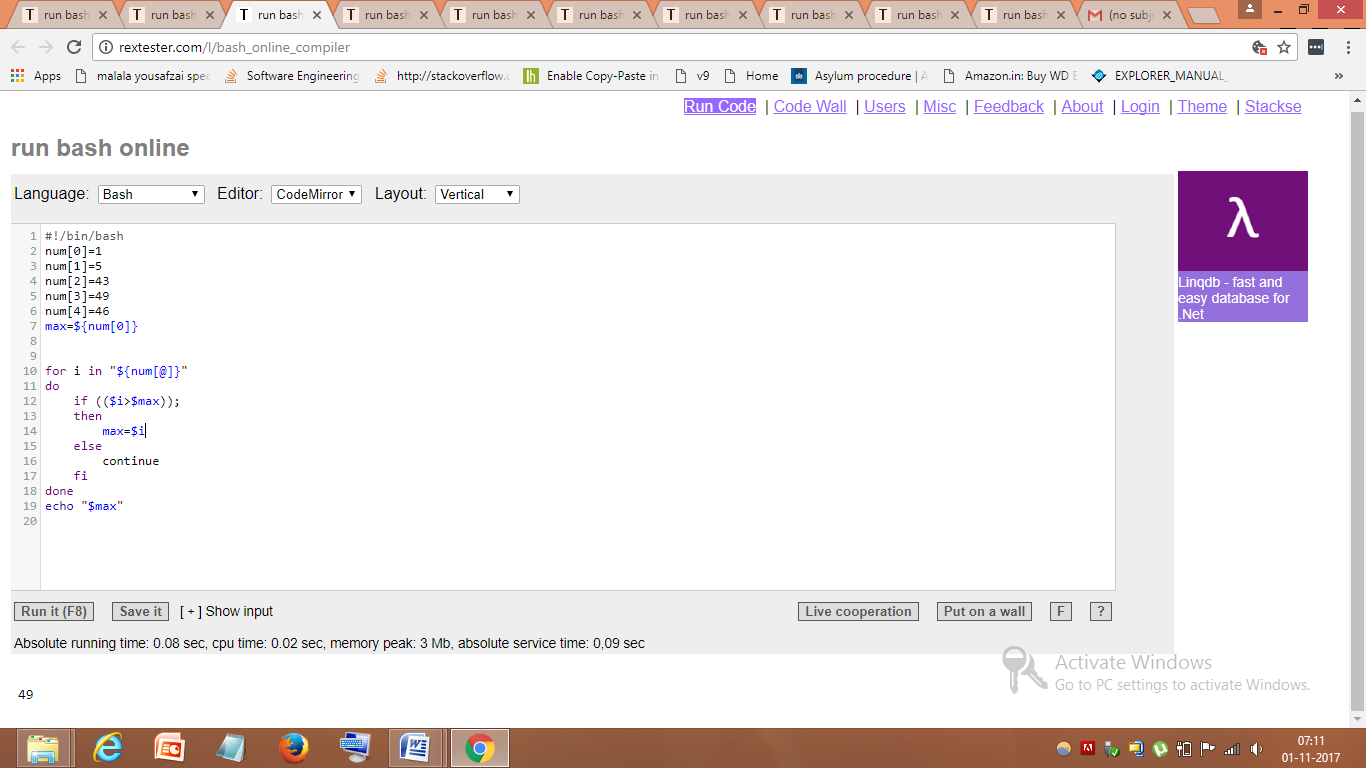 run bash run bash run bash run bash run bash run bash run bash run bash run bash run bash (no subj
rextester.com/l/bash_online_compiler
Apps malala yousafzai spee Software Engineering http://stackoverflow.c Enable Copy-Paste in v9 Home Asylum procedure | A Amazon.in: Buy WD E EXPLORER_MANUAL_ »
Run Code | Code Wall | Users | Misc | Feedback | About | Login | Theme | Stackse
run bash online
Language: Bash Editor: CodeMirror Layout: Vertical
1 #!/bin/bash
2 num[0]=1
3 num[1]=5
4 num[2]=43
5 num[3]=49
6 num[4]=46
7 max=${num[0]}
8
9
10 for i in "${num[@]}"
11 do
12 if (($i>$max));
13 then
14 max=$i
15 else
16 continue
17 fi
18 done
19 echo "$max"
20
λ
Linqdb - fast and
easy database for
.Net
Run it (F8) Save it [ + ] Show input Live cooperation Put on a wall F ?
Absolute running time: 0.08 sec, cpu time: 0.02 sec, memory peak: 3 Mb, absolute service time: 0,09 sec
Activate Windows
Go to PC settings to activate Windows.
49
07:11
01-11-2017